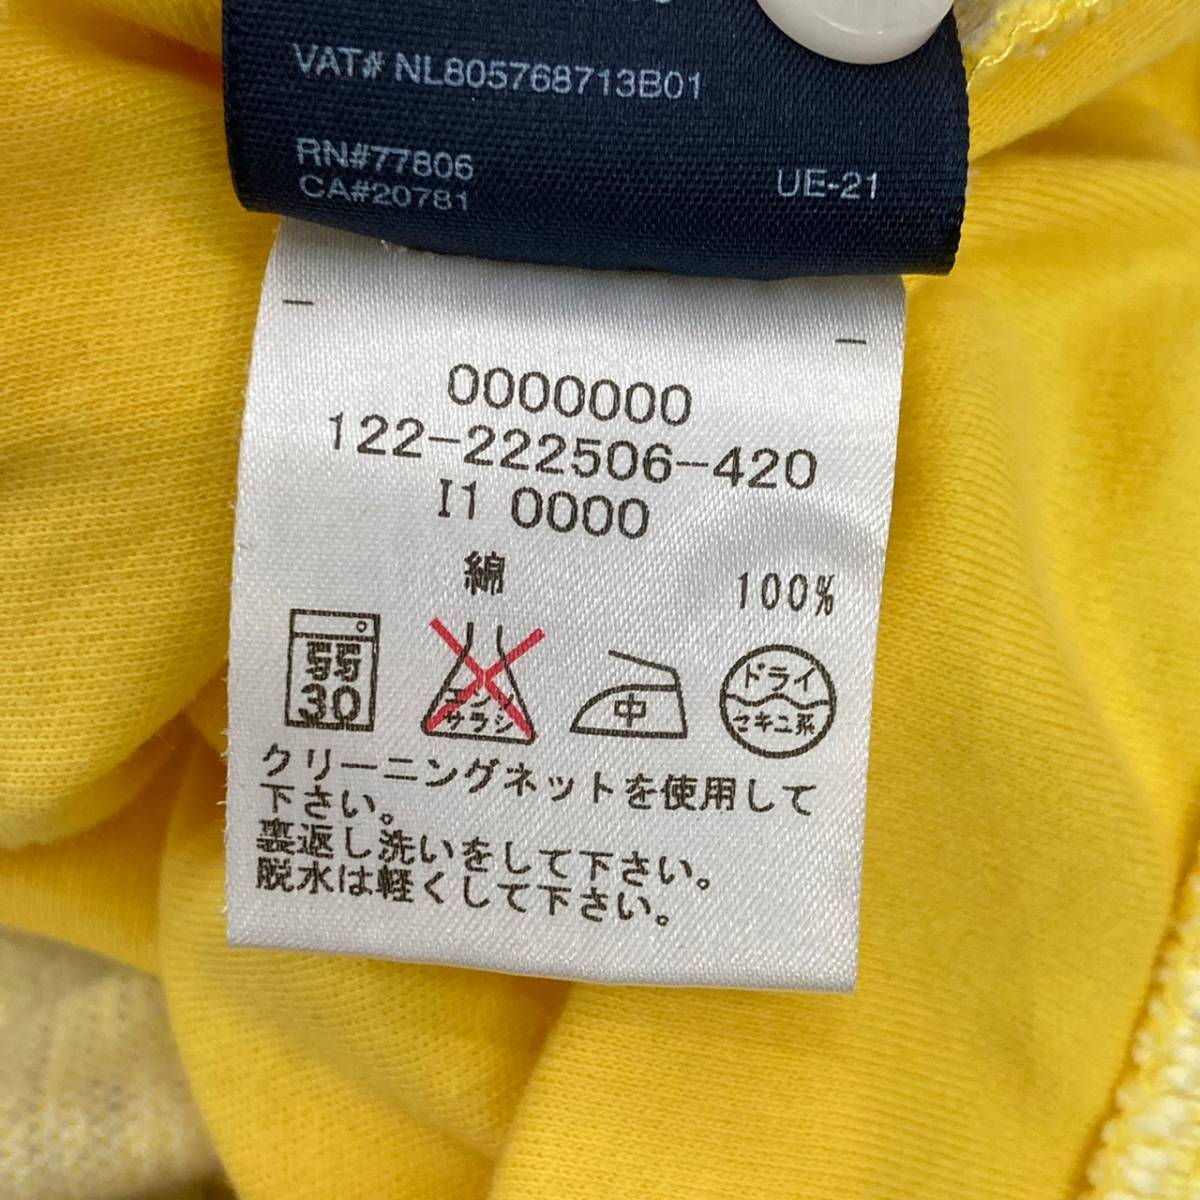 VAT# NL805768713B01
RN#77806
CA#20781
UE-21
0000000
122-222506-420
I1 0000
綿 100%
弱
30
エンソ
サラシ
中
ドライ
セキユ系
クリーニングネットを使用して
下さい。
裏返し洗いをして下さい。
脱水は軽くして下さい。